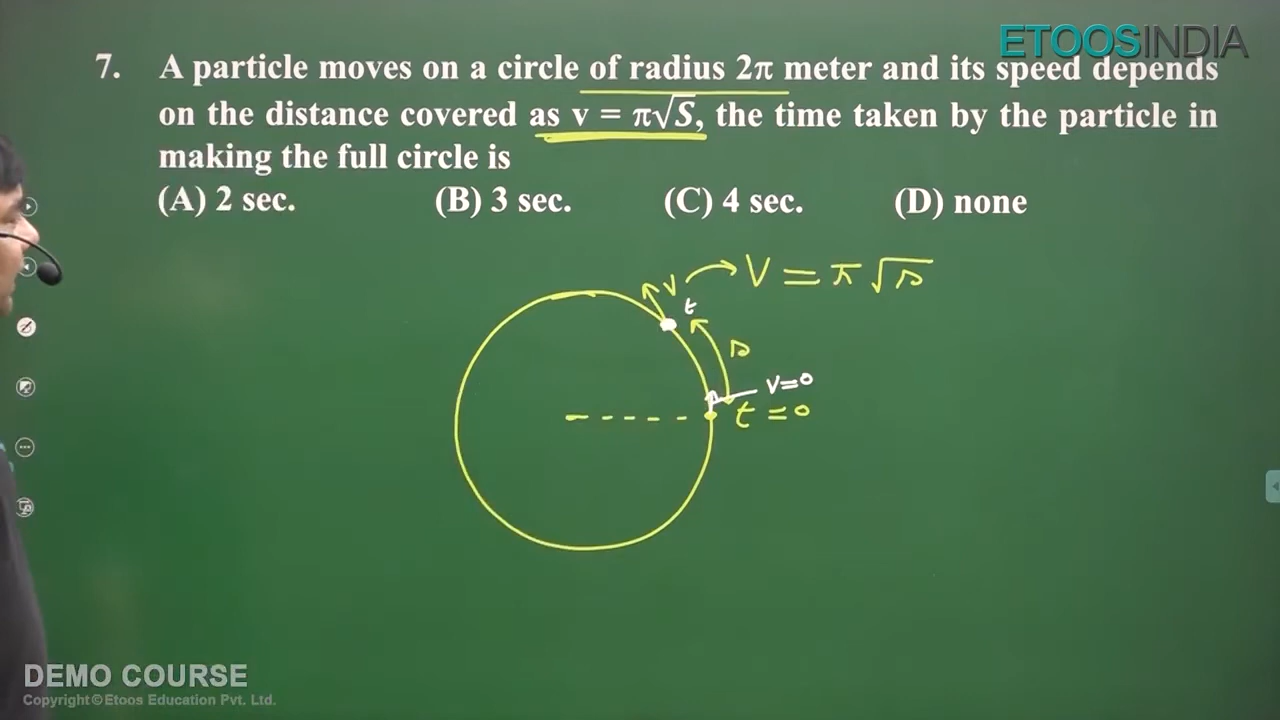 ETOOSINDIA
7. A particle moves on a circle of radius 2π meter and its speed depends
on the distance covered as v = π√S, the time taken by the particle in
making the full circle is
(A) 2 sec. (B) 3 sec. (C) 4 sec. (D) none
V → V = π√s
t
s
V=0
t=0
DEMO COURSE
Copyright©Etoos Education Pvt. Ltd.